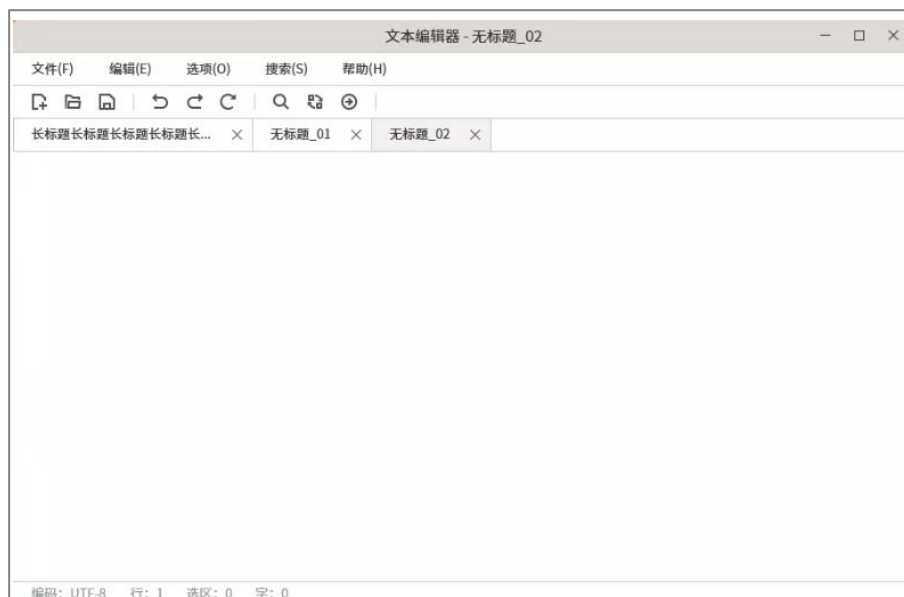 文本编辑器 - 无标题_02
文件(F) 编辑(E) 选项(O) 搜索(S) 帮助(H)
长标题长标题长标题长标题长... 无标题_01 无标题_02
编码: UTF-8 行: 1 选区: 0 字: 0